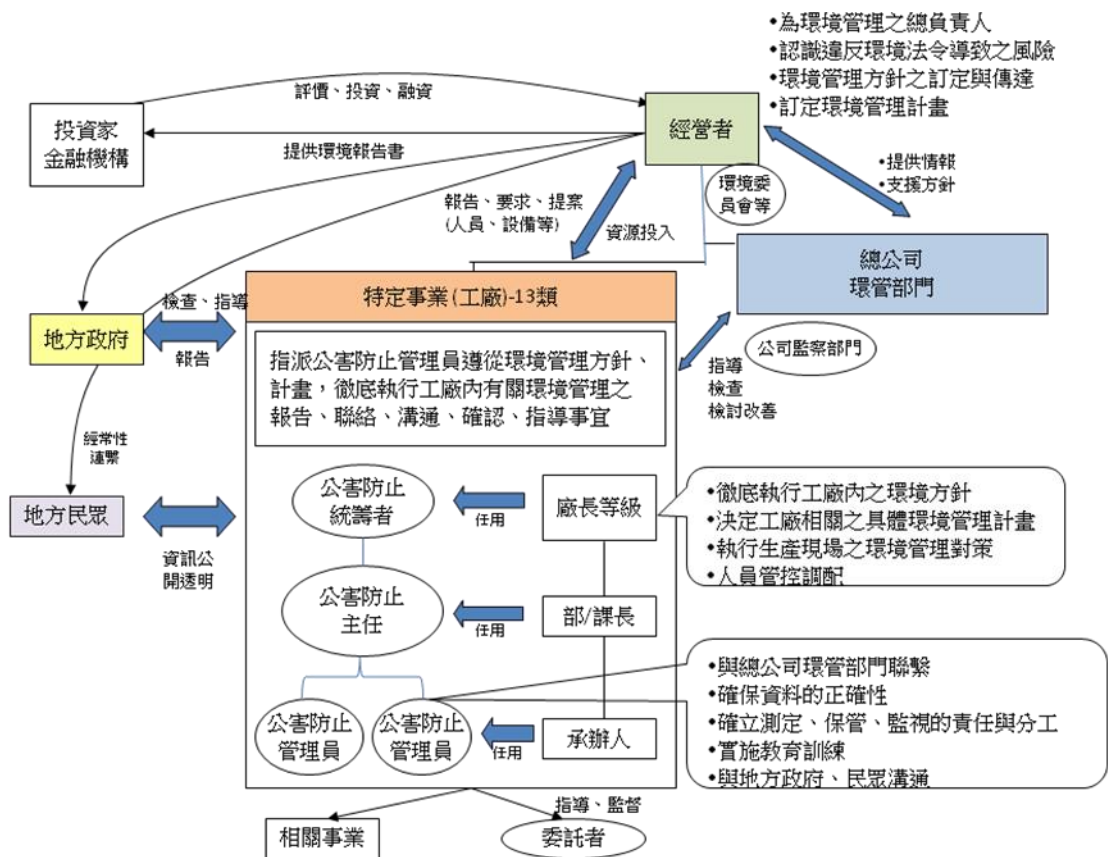 •為環境管理之總負責人
•認識違反環境法令導致之風險
•環境管理方針之訂定與傳達
•訂定環境管理計畫
評價、投資、融資
投資家
金融機構
經營者
提供環境報告書
•提供情報
•支援方針
環境委
員會等
報告、要求、提案
(人員、設備等)
資源投入
總公司
環管部門
特定事業(工廠)-13類
檢查、指導
地方政府
報告
公司監察部門
指派公害防止管理員遵從環境管理方針、
計畫，徹底執行工廠內有關環境管理之
報告、聯絡、溝通、確認、指導事宜
指導
檢查
檢討改善
經常性
連繫
地方民眾
資訊公
開透明
公害防止
統籌者
任用
廠長等級
•徹底執行工廠內之環境方針
•決定工廠相關之具體環境管理計畫
•執行生產現場之環境管理對策
•人員管控調配
公害防止
主任
任用
部/課長
公害防止
管理員
公害防止
管理員
任用
承辦人
•與總公司環管部門聯繫
•確保資料的正確性
•確立測定、保管、監視的責任與分工
•實施教育訓練
•與地方政府、民眾溝通
指導、監督
相關事業
委託者